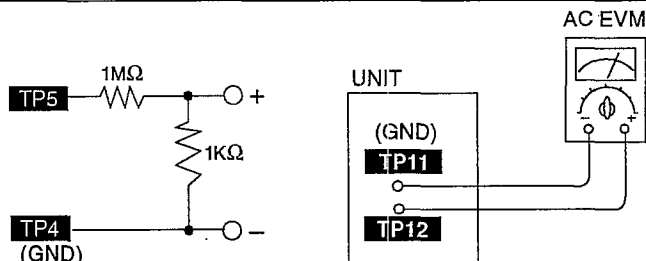 AC EVM
1MΩ
TP5
+
1KΩ
TP4
−
(GND)
UNIT
(GND)
TP11
TP12
− +